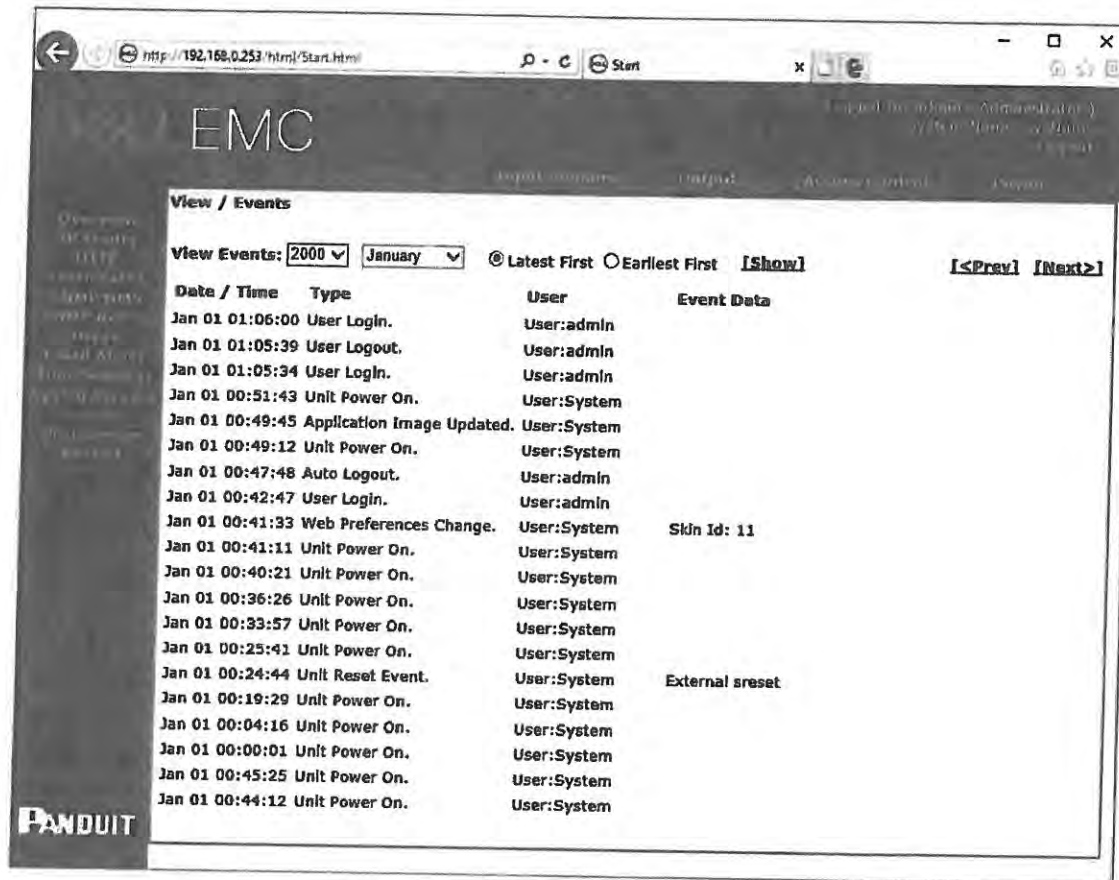 http://192.168.0.253/html/Start.html
Start
EMC
View / Events
View Events: 2000 January Latest First Earliest First [Show] [<Prev] [Next>]
Date / Time Type User Event Data
Jan 01 01:06:00 User Login. User:admin
Jan 01 01:05:39 User Logout. User:admin
Jan 01 01:05:34 User Login. User:admin
Jan 01 00:51:43 Unit Power On. User:System
Jan 01 00:49:45 Application Image Updated. User:System
Jan 01 00:49:12 Unit Power On. User:System
Jan 01 00:47:48 Auto Logout. User:admin
Jan 01 00:42:47 User Login. User:admin
Jan 01 00:41:33 Web Preferences Change. User:System Skin Id: 11
Jan 01 00:41:11 Unit Power On. User:System
Jan 01 00:40:21 Unit Power On. User:System
Jan 01 00:36:26 Unit Power On. User:System
Jan 01 00:33:57 Unit Power On. User:System
Jan 01 00:25:41 Unit Power On. User:System
Jan 01 00:24:44 Unit Reset Event. User:System External sreset
Jan 01 00:19:29 Unit Power On. User:System
Jan 01 00:04:16 Unit Power On. User:System
Jan 01 00:00:01 Unit Power On. User:System
Jan 01 00:45:25 Unit Power On. User:System
Jan 01 00:44:12 Unit Power On. User:System
PANDUIT